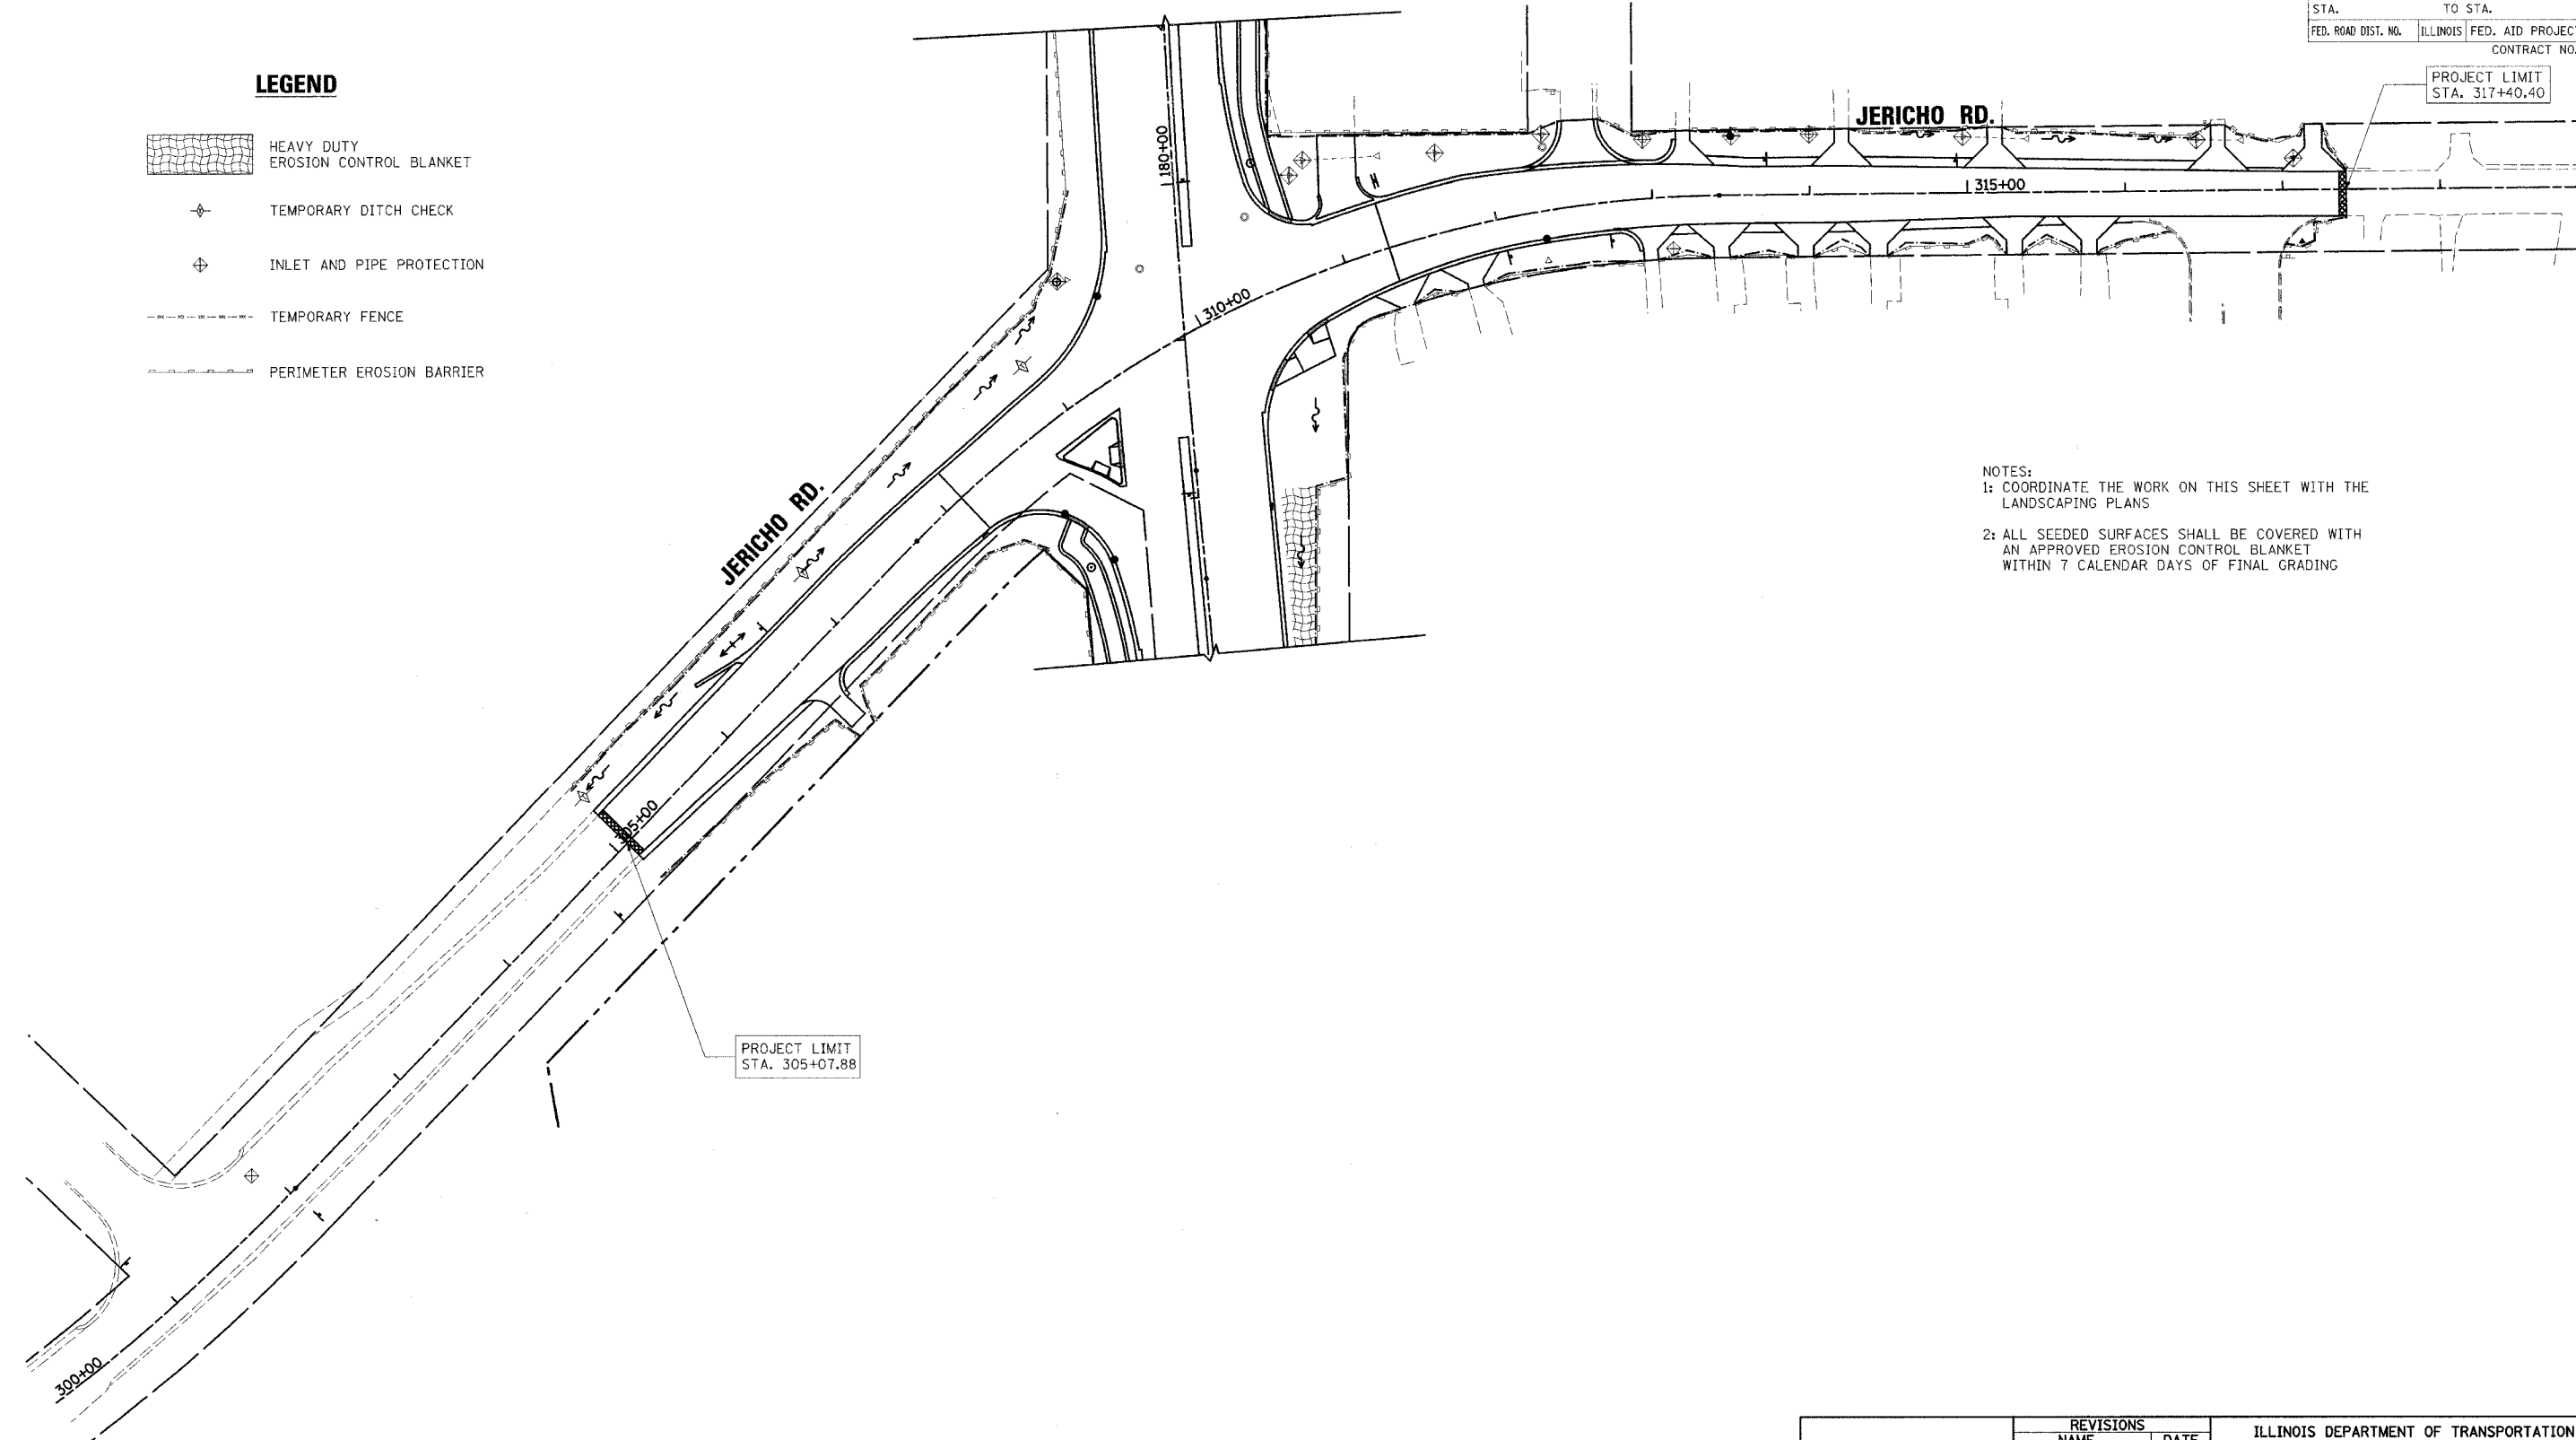 STA. TO STA.
FED. ROAD DIST. NO. ILLINOIS FED. AID PROJECT
CONTRACT NO.
LEGEND
HEAVY DUTY
EROSION CONTROL BLANKET
TEMPORARY DITCH CHECK
INLET AND PIPE PROTECTION
TEMPORARY FENCE
PERIMETER EROSION BARRIER
PROJECT LIMIT
STA. 317+40.40
JERICHO RD.
180+00
315+00
310+00
JERICHO RD.
NOTES:
1: COORDINATE THE WORK ON THIS SHEET WITH THE
LANDSCAPING PLANS
2: ALL SEEDED SURFACES SHALL BE COVERED WITH
AN APPROVED EROSION CONTROL BLANKET
WITHIN 7 CALENDAR DAYS OF FINAL GRADING
305+00
PROJECT LIMIT
STA. 305+07.88
300+00
REVISIONS
NAME DATE
ILLINOIS DEPARTMENT OF TRANSPORTATION